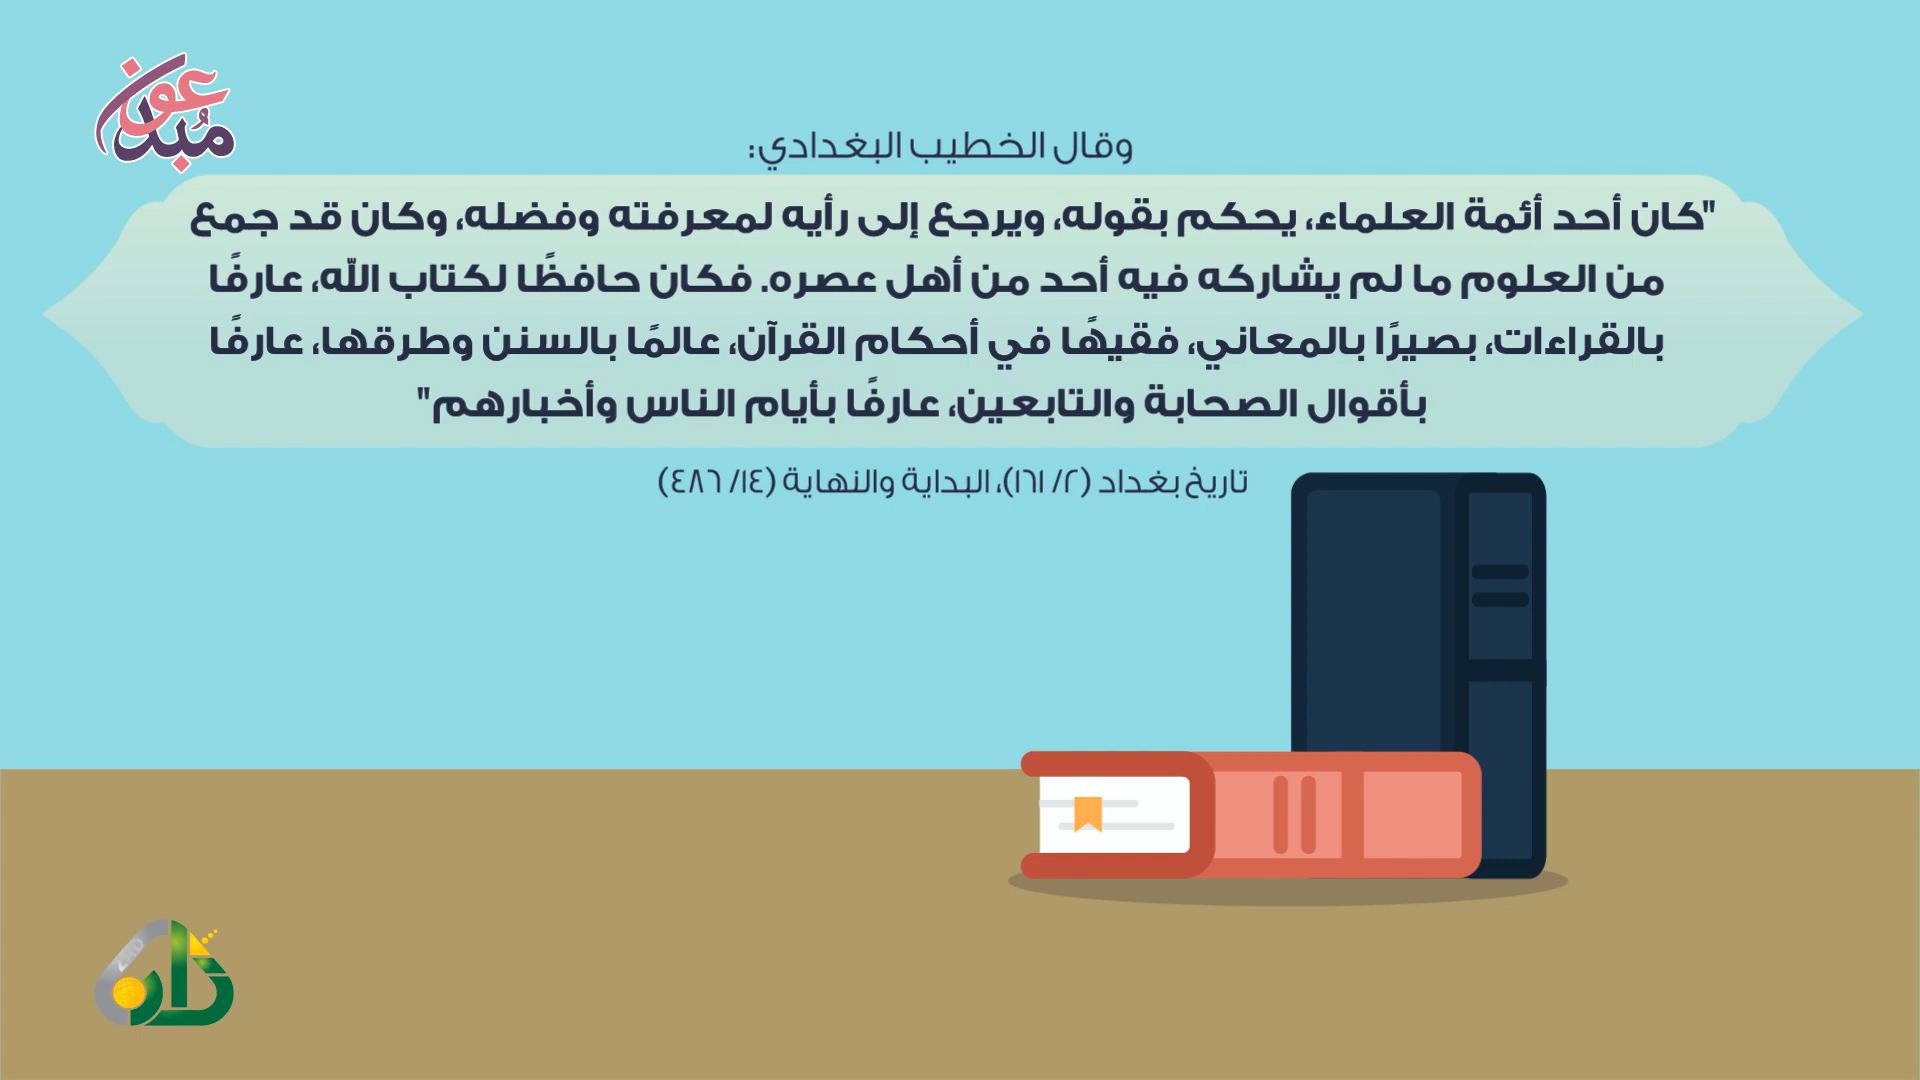 مُبدعون
وقال الخطيب البغدادي:
"كان أحد أئمة العلماء، يحكم بقوله، ويرجع إلى رأيه لمعرفته وفضله، وكان قد جمع
من العلوم ما لم يشاركه فيه أحد من أهل عصره. فكان حافظًا لكتاب الله، عارفًا
بالقراءات، بصيرًا بالمعاني، فقيهًا في أحكام القرآن، عالمًا بالسنن وطرقها، عارفًا
بأقوال الصحابة والتابعين، عارفًا بأيام الناس وأخبارهم"
تاريخ بغداد (٢/ ١٦١)، البداية والنهاية (١٤/ ٤٨٦)